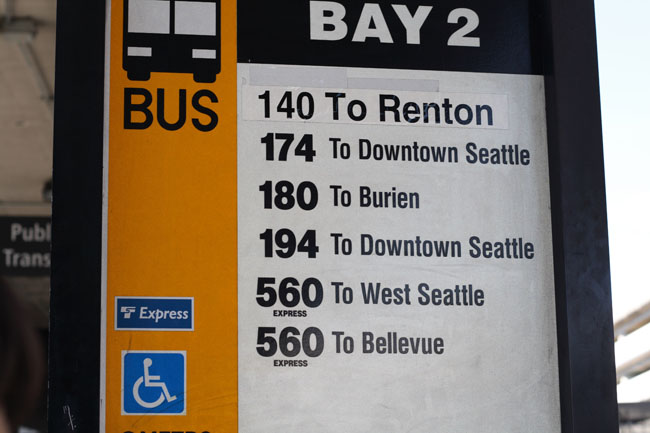 BAY 2
BUS
140 To Renton
174 To Downtown Seattle
180 To Burien
194 To Downtown Seattle
560 To West Seattle
EXPRESS
560 To Bellevue
EXPRESS
Express
Publ
Trans